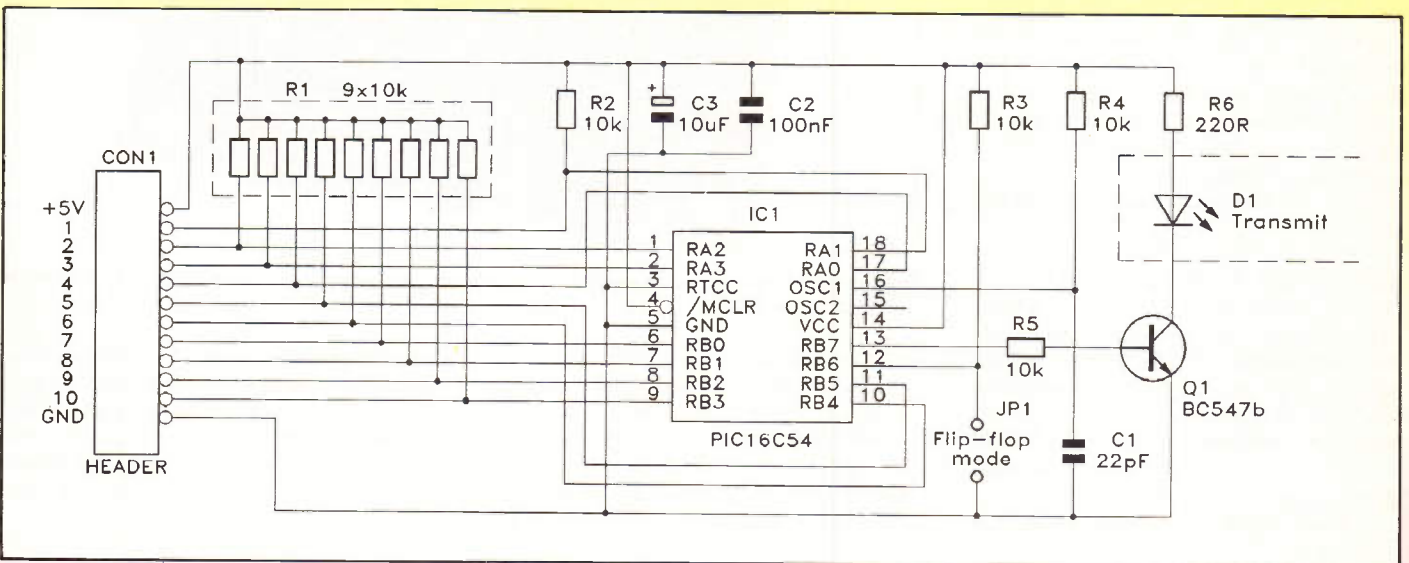 R1 9x10k
R2
10k
C3
10uF
+
C2
100nF
R3
10k
R4
10k
R6
220R
CON1
+5V
1
2
3
4
5
6
7
8
9
10
GND
HEADER
IC1
1 RA2
2 RA3
3 RTCC
4 /MCLR
5 GND
6 RB0
7 RB1
8 RB2
9 RB3
RA1 18
RA0 17
OSC1 16
OSC2 15
VCC 14
RB7 13
RB6 12
RB5 11
RB4 10
PIC16C54
D1
Transmit
R5
10k
Q1
BC547b
JP1
Flip-flop
mode
C1
22pF